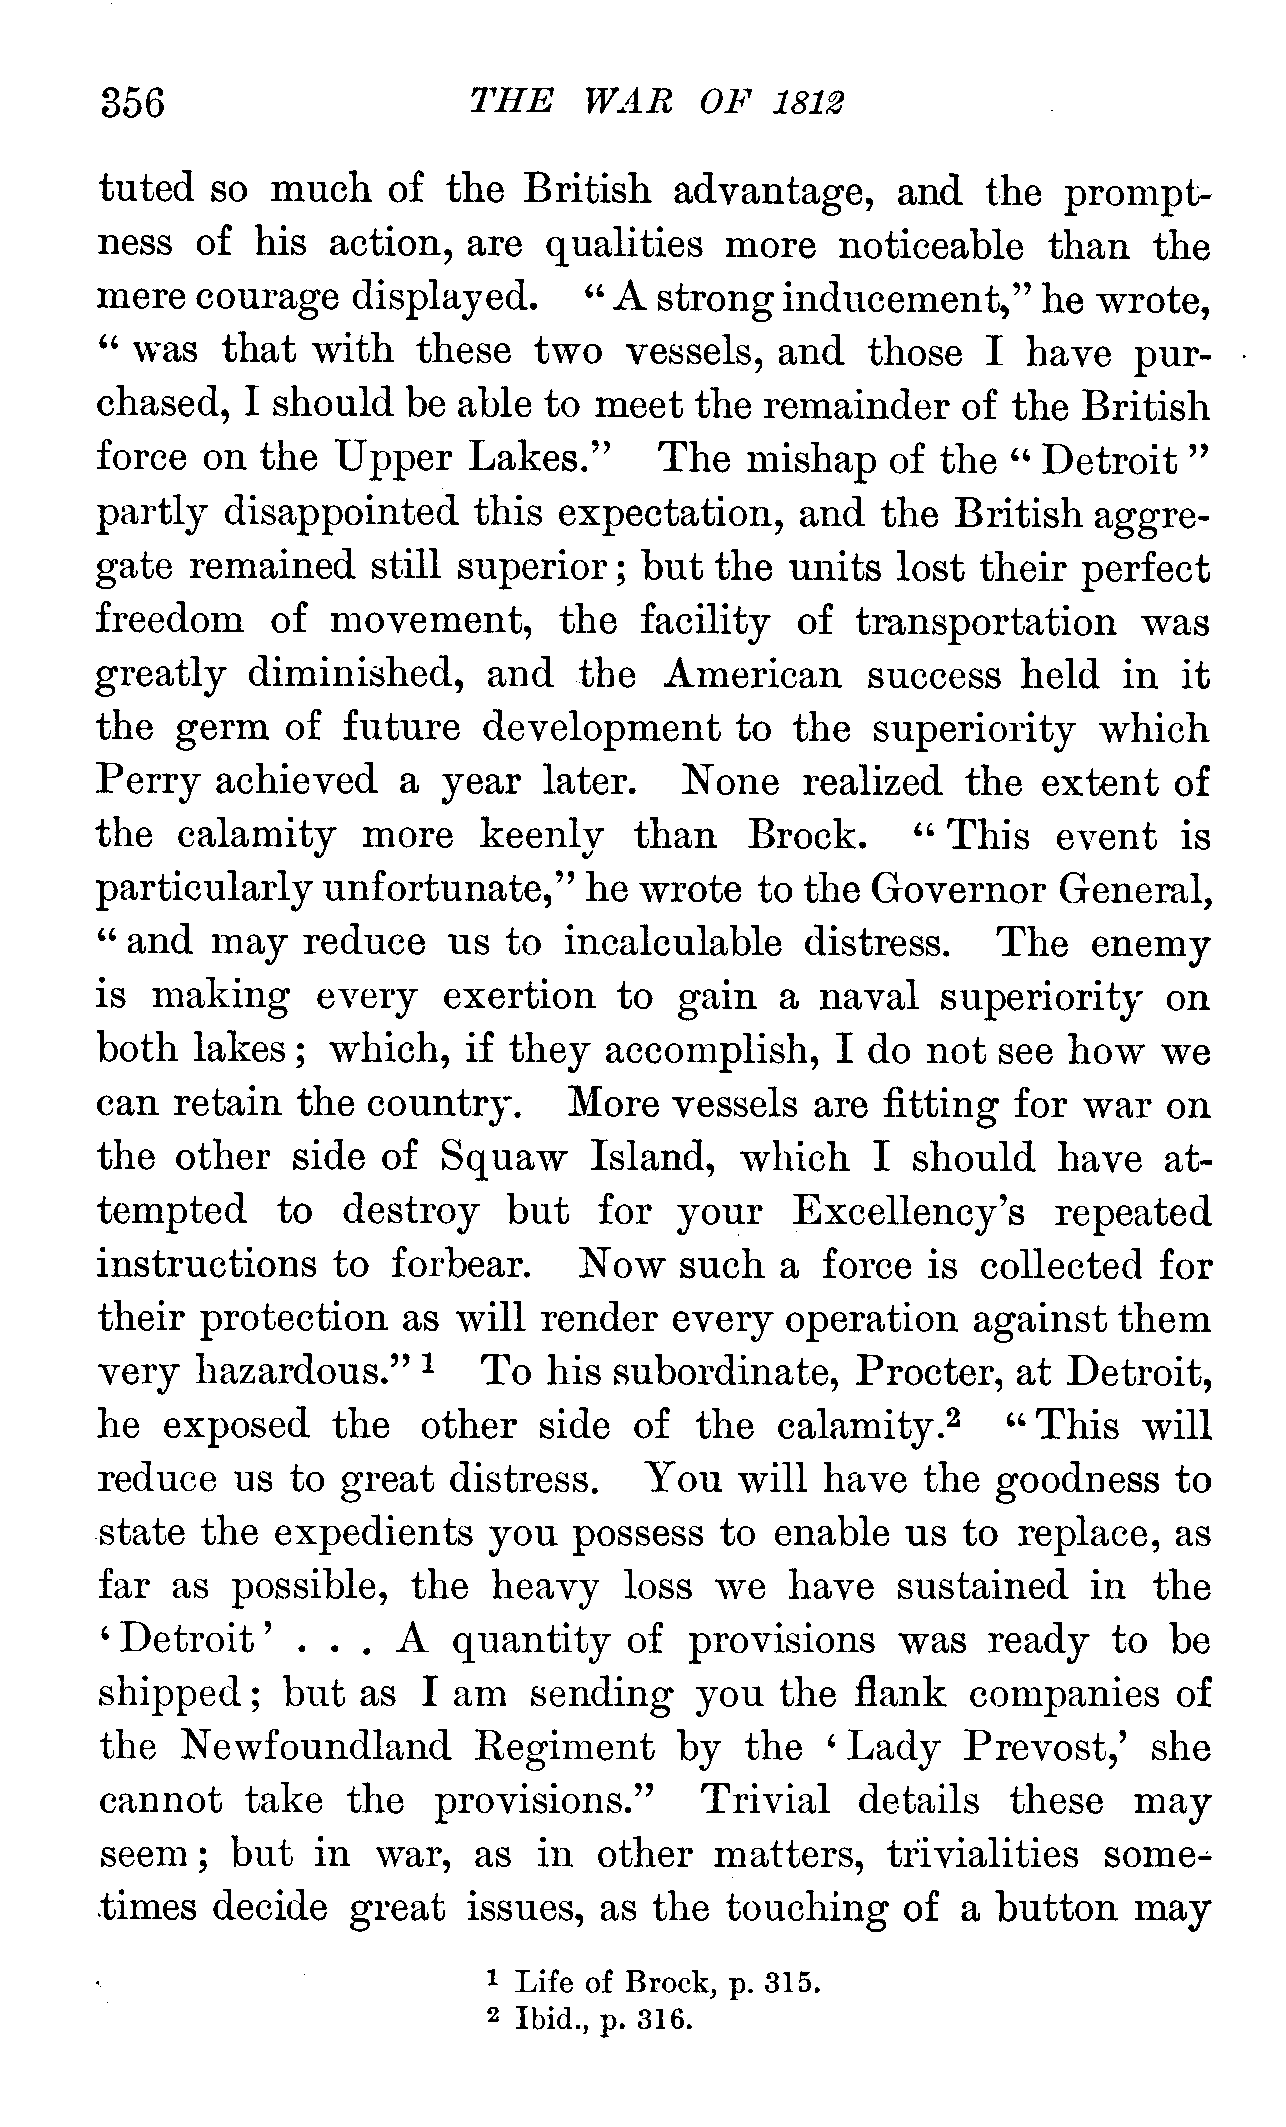 356 THE WAR OF 1812
tuted so much of the British advantage, and the prompt-
ness of his action, are qualities more noticeable than the
mere courage displayed. “A strong inducement,” he wrote,
“was that with these two vessels, and those I have pur-
chased, I should be able to meet the remainder of the British
force on the Upper Lakes.” The mishap of the “Detroit”
partly disappointed this expectation, and the British aggre-
gate remained still superior; but the units lost their perfect
freedom of movement, the facility of transportation was
greatly diminished, and the American success held in it
the germ of future development to the superiority which
Perry achieved a year later. None realized the extent of
the calamity more keenly than Brock. “This event is
particularly unfortunate,” he wrote to the Governor General,
“and may reduce us to incalculable distress. The enemy
is making every exertion to gain a naval superiority on
both lakes; which, if they accomplish, I do not see how we
can retain the country. More vessels are fitting for war on
the other side of Squaw Island, which I should have at-
tempted to destroy but for your Excellency’s repeated
instructions to forbear. Now such a force is collected for
their protection as will render every operation against them
very hazardous.” 1 To his subordinate, Procter, at Detroit,
he exposed the other side of the calamity.2 “This will
reduce us to great distress. You will have the goodness to
state the expedients you possess to enable us to replace, as
far as possible, the heavy loss we have sustained in the
‘Detroit’ . . . A quantity of provisions was ready to be
shipped; but as I am sending you the flank companies of
the Newfoundland Regiment by the ‘Lady Prevost,’ she
cannot take the provisions.” Trivial details these may
seem; but in war, as in other matters, trivialities some-
times decide great issues, as the touching of a button may
1 Life of Brock, p. 315.
2 Ibid., p. 316.